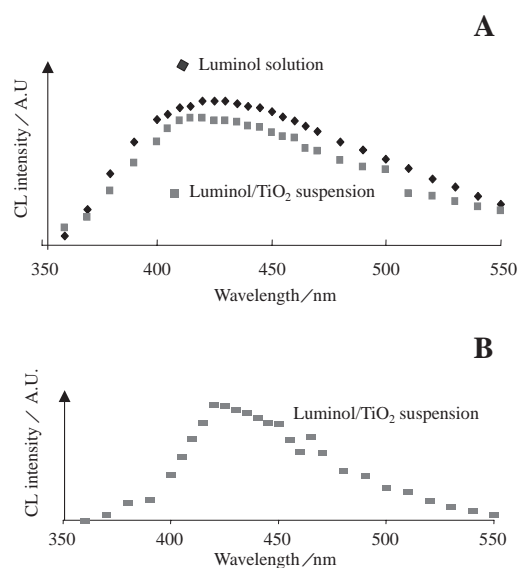 A
Luminol solution
CL intensity／A.U
Luminol/TiO₂ suspension
350 400 450 500 550
Wavelength／nm
B
Luminol/TiO₂ suspension
CL intensity／ A.U.
350 400 450 500 550
Wavelength／nm